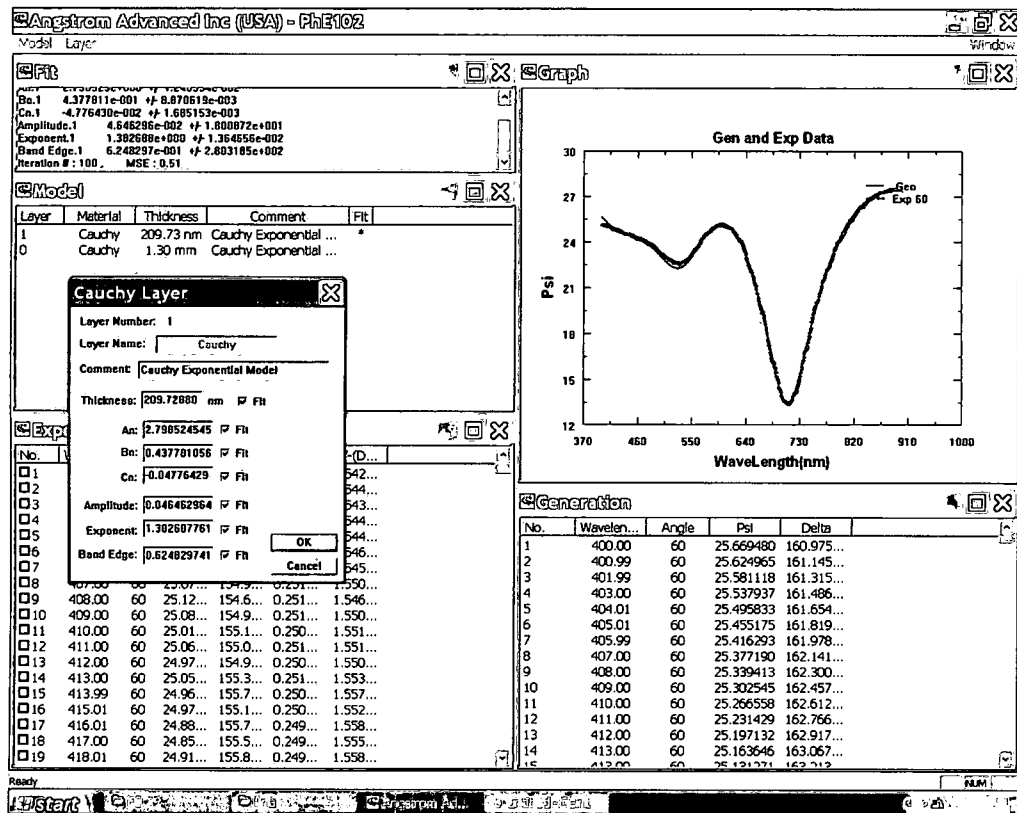 Angstrom Advanced Inc (USA) - PhE102
Model Layer Window
Fit
Bn.1 4.377811e-001 +/- 8.870619e-003
Cn.1 -4.776430e-002 +/- 1.685153e-003
Amplitude.1 4.646296e-002 +/- 1.800872e+001
Exponent.1 1.382688e+000 +/- 1.364656e-002
Band Edge.1 6.248297e-001 +/- 2.803185e+002
Iteration # : 100 , MSE : 0.51
Model
Layer Material Thickness Comment Fit
1 Cauchy 209.73 nm Cauchy Exponential ... *
0 Cauchy 1.30 mm Cauchy Exponential ...
Cauchy Layer
Layer Number: 1
Layer Name: Cauchy
Comment Cauchy Exponential Model
Thickness: 209.72880 nm Fit
An: 2.798524545 Fit
Bn: 0.437781056 Fit
Cn: -0.04776429 Fit
Amplitude: 0.046462964 Fit
Exponent: 1.382687761 Fit
Band Edge: 0.624829741 Fit
OK
Cancel
No. -(D...
1 542...
2 544...
3 543...
4 544...
5 544...
6 546...
7 545...
8 407.00 60 25.07... 154.9... 0.251... 1.550...
9 408.00 60 25.12... 154.6... 0.251... 1.546...
10 409.00 60 25.08... 154.9... 0.251... 1.550...
11 410.00 60 25.01... 155.1... 0.250... 1.551...
12 411.00 60 25.06... 155.0... 0.251... 1.551...
13 412.00 60 24.97... 154.9... 0.250... 1.550...
14 413.00 60 25.05... 155.3... 0.251... 1.553...
15 413.99 60 24.96... 155.7... 0.250... 1.557...
16 415.01 60 24.97... 155.1... 0.250... 1.552...
17 416.01 60 24.88... 155.7... 0.249... 1.558...
18 417.00 60 24.85... 155.5... 0.249... 1.555...
19 418.01 60 24.91... 155.8... 0.249... 1.558...
Graph
Gen and Exp Data
Gen
Exp 60
Psi
30
27
24
21
18
15
12
370 460 550 640 730 820 910 1000
WaveLength(nm)
Generation
No. Wavelen... Angle Psi Delta
1 400.00 60 25.669480 160.975...
2 400.99 60 25.624965 161.145...
3 401.99 60 25.581118 161.315...
4 403.00 60 25.537937 161.486...
5 404.01 60 25.495833 161.654...
6 405.01 60 25.455175 161.819...
7 405.99 60 25.416293 161.978...
8 407.00 60 25.377190 162.141...
9 408.00 60 25.339413 162.300...
10 409.00 60 25.302545 162.457...
11 410.00 60 25.266558 162.612...
12 411.00 60 25.231429 162.766...
13 412.00 60 25.197132 162.917...
14 413.00 60 25.163646 163.067...
Ready NUM
Start Angstrom Ad...